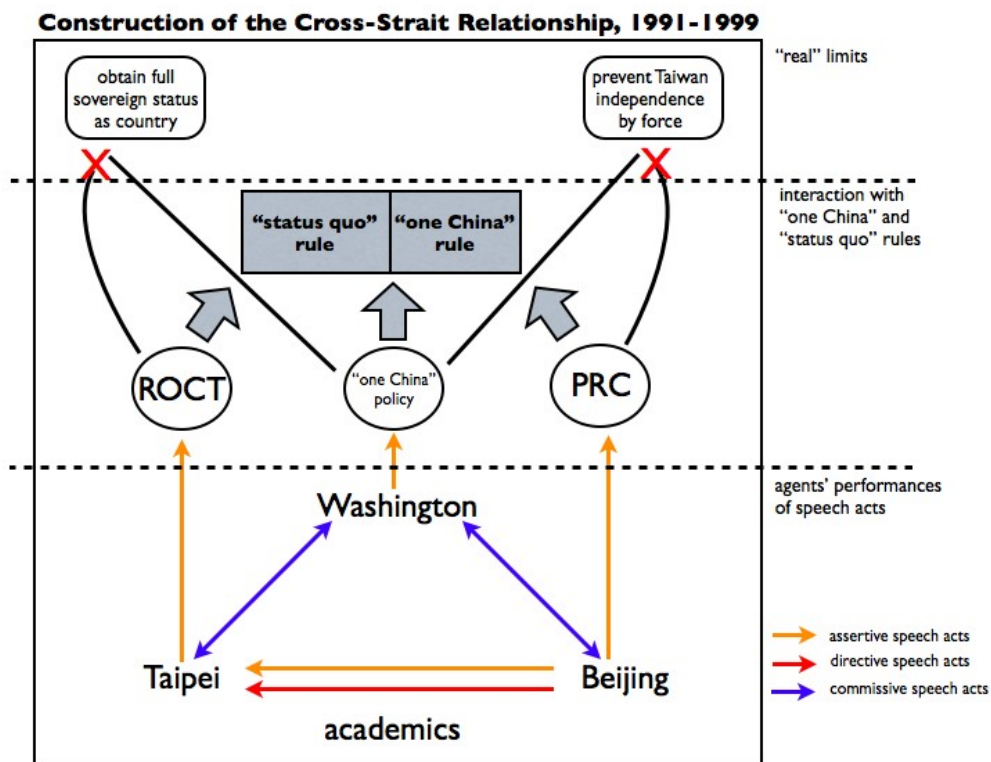 Construction of the Cross-Strait Relationship, 1991-1999
obtain full
sovereign status
as country
prevent Taiwan
independence
by force
"real" limits
X
X
"status quo"
rule
"one China"
rule
interaction with
"one China" and
"status quo" rules
ROCT
"one China"
policy
PRC
Washington
agents' performances
of speech acts
Taipei
Beijing
academics
assertive speech acts
directive speech acts
commissive speech acts